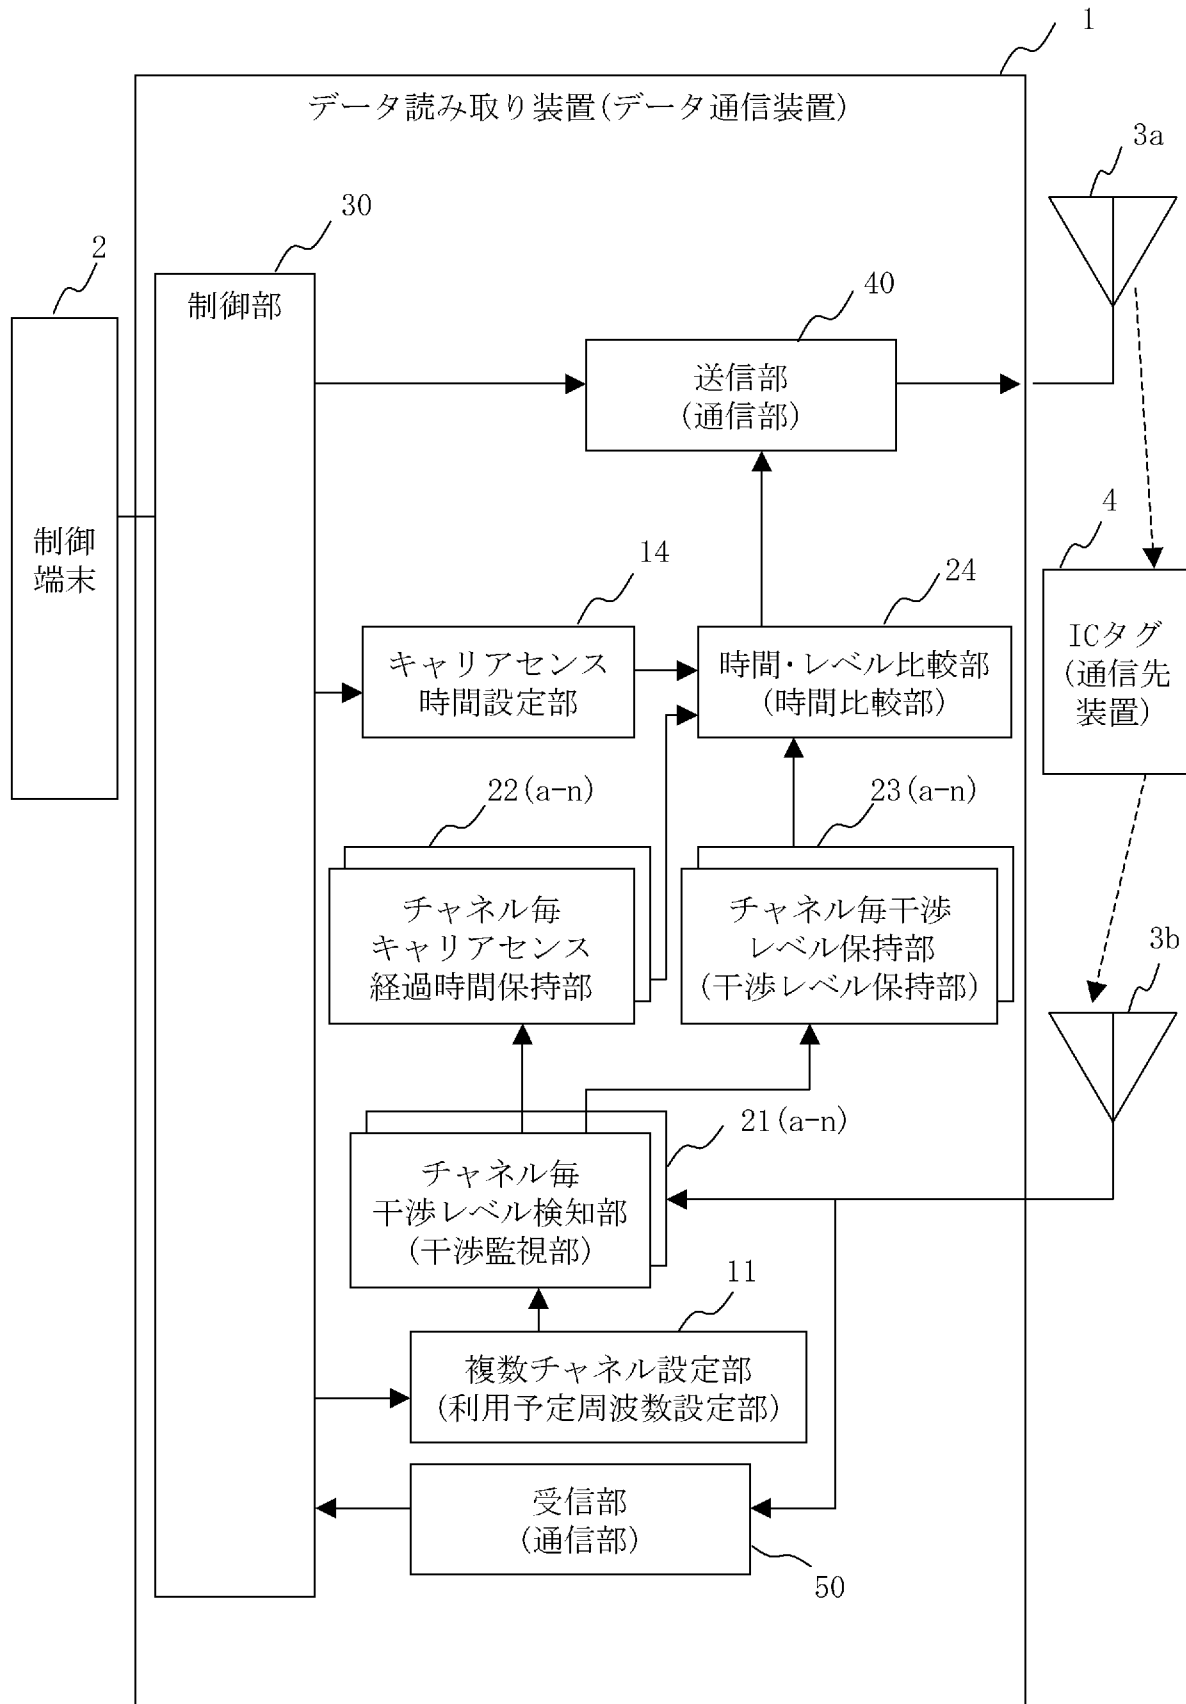 1
データ読み取り装置(データ通信装置)
3a
30
2
制御部
40
送信部
(通信部)
制御
端末
4
14
24
ICタグ
(通信先
装置)
キャリアセンス
時間設定部
時間・レベル比較部
(時間比較部)
22(a-n)
23(a-n)
チャネル毎
キャリアセンス
経過時間保持部
チャネル毎干渉
レベル保持部
(干渉レベル保持部)
3b
21(a-n)
チャネル毎
干渉レベル検知部
(干渉監視部)
11
複数チャネル設定部
(利用予定周波数設定部)
受信部
(通信部)
50